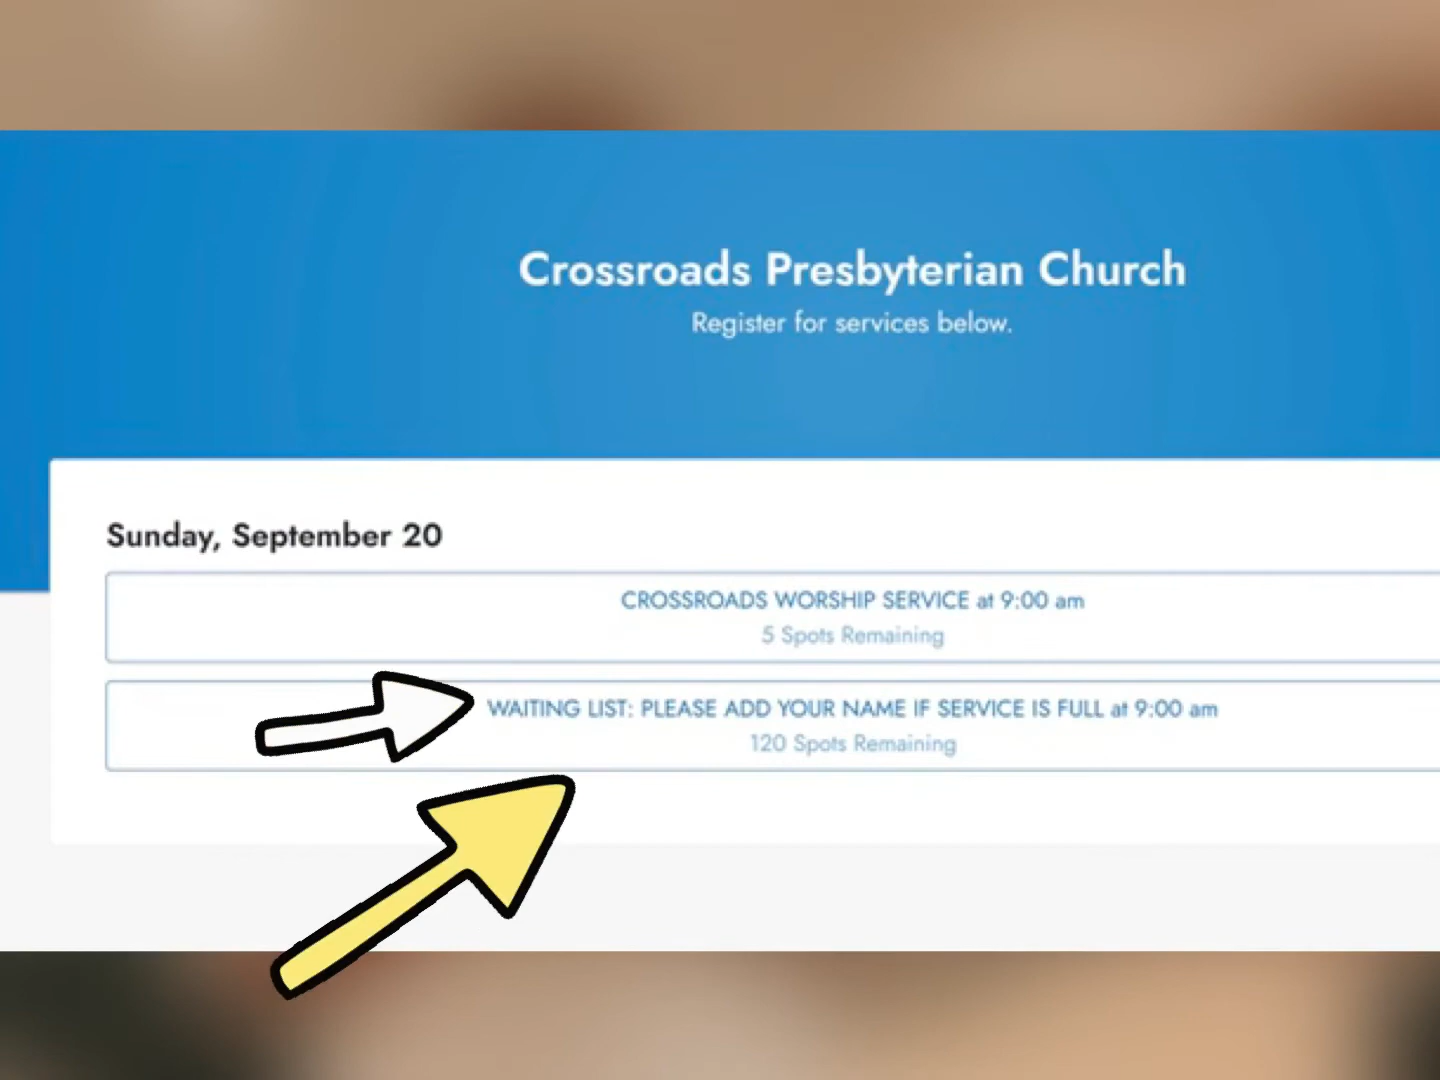 Crossroads Presbyterian Church
Register for services below.
Sunday, September 20
CROSSROADS WORSHIP SERVICE at 9:00 am
5 Spots Remaining
WAITING LIST: PLEASE ADD YOUR NAME IF SERVICE IS FULL at 9:00 am
120 Spots Remaining